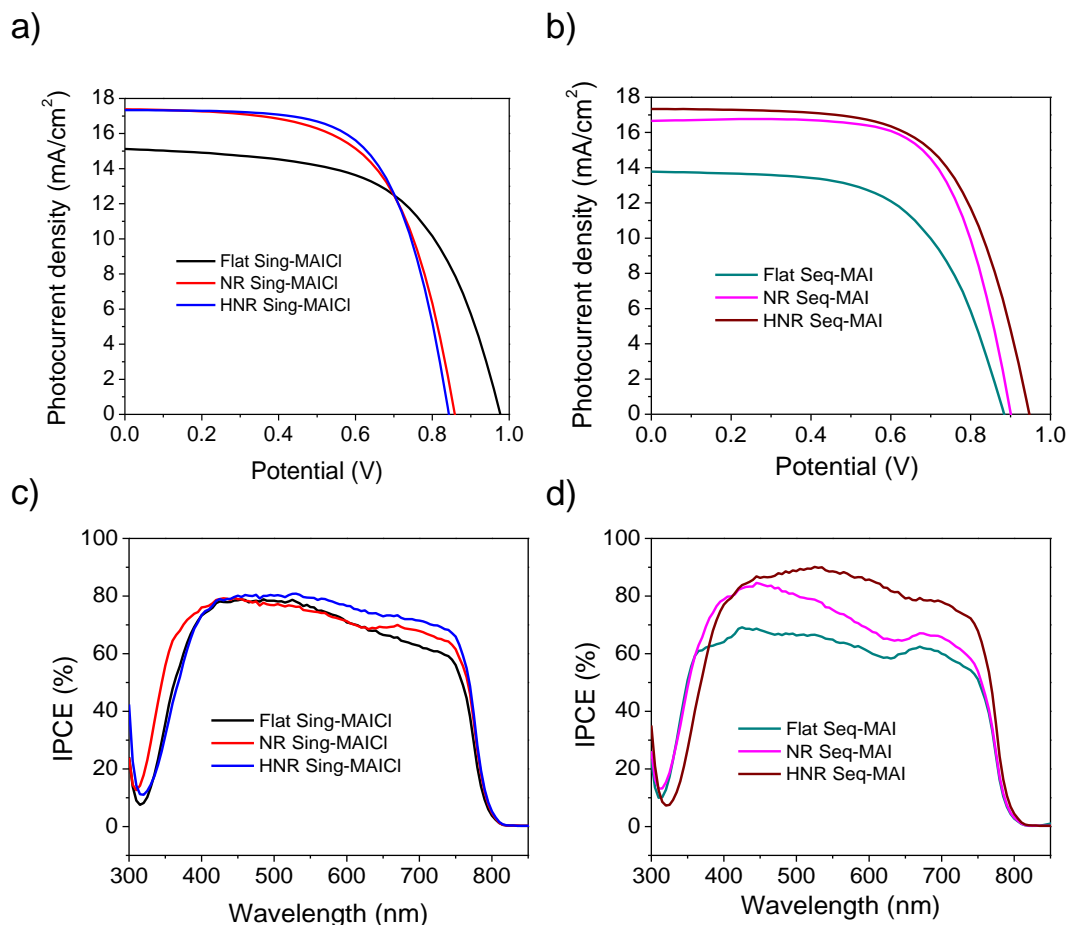 a)
18
16
14
12
10
8
6
4
2
0
Photocurrent density (mA/cm²)
Flat Sing-MAICl
NR Sing-MAICl
HNR Sing-MAICl
0.0 0.2 0.4 0.6 0.8 1.0
Potential (V)
b)
18
16
14
12
10
8
6
4
2
0
Photocurrent density (mA/cm²)
Flat Seq-MAI
NR Seq-MAI
HNR Seq-MAI
0.0 0.2 0.4 0.6 0.8 1.0
Potential (V)
c)
100
80
60
40
20
0
IPCE (%)
Flat Sing-MAICl
NR Sing-MAICl
HNR Sing-MAICl
300 400 500 600 700 800
Wavelength (nm)
d)
100
80
60
40
20
0
IPCE (%)
Flat Seq-MAI
NR Seq-MAI
HNR Seq-MAI
300 400 500 600 700 800
Wavelength (nm)